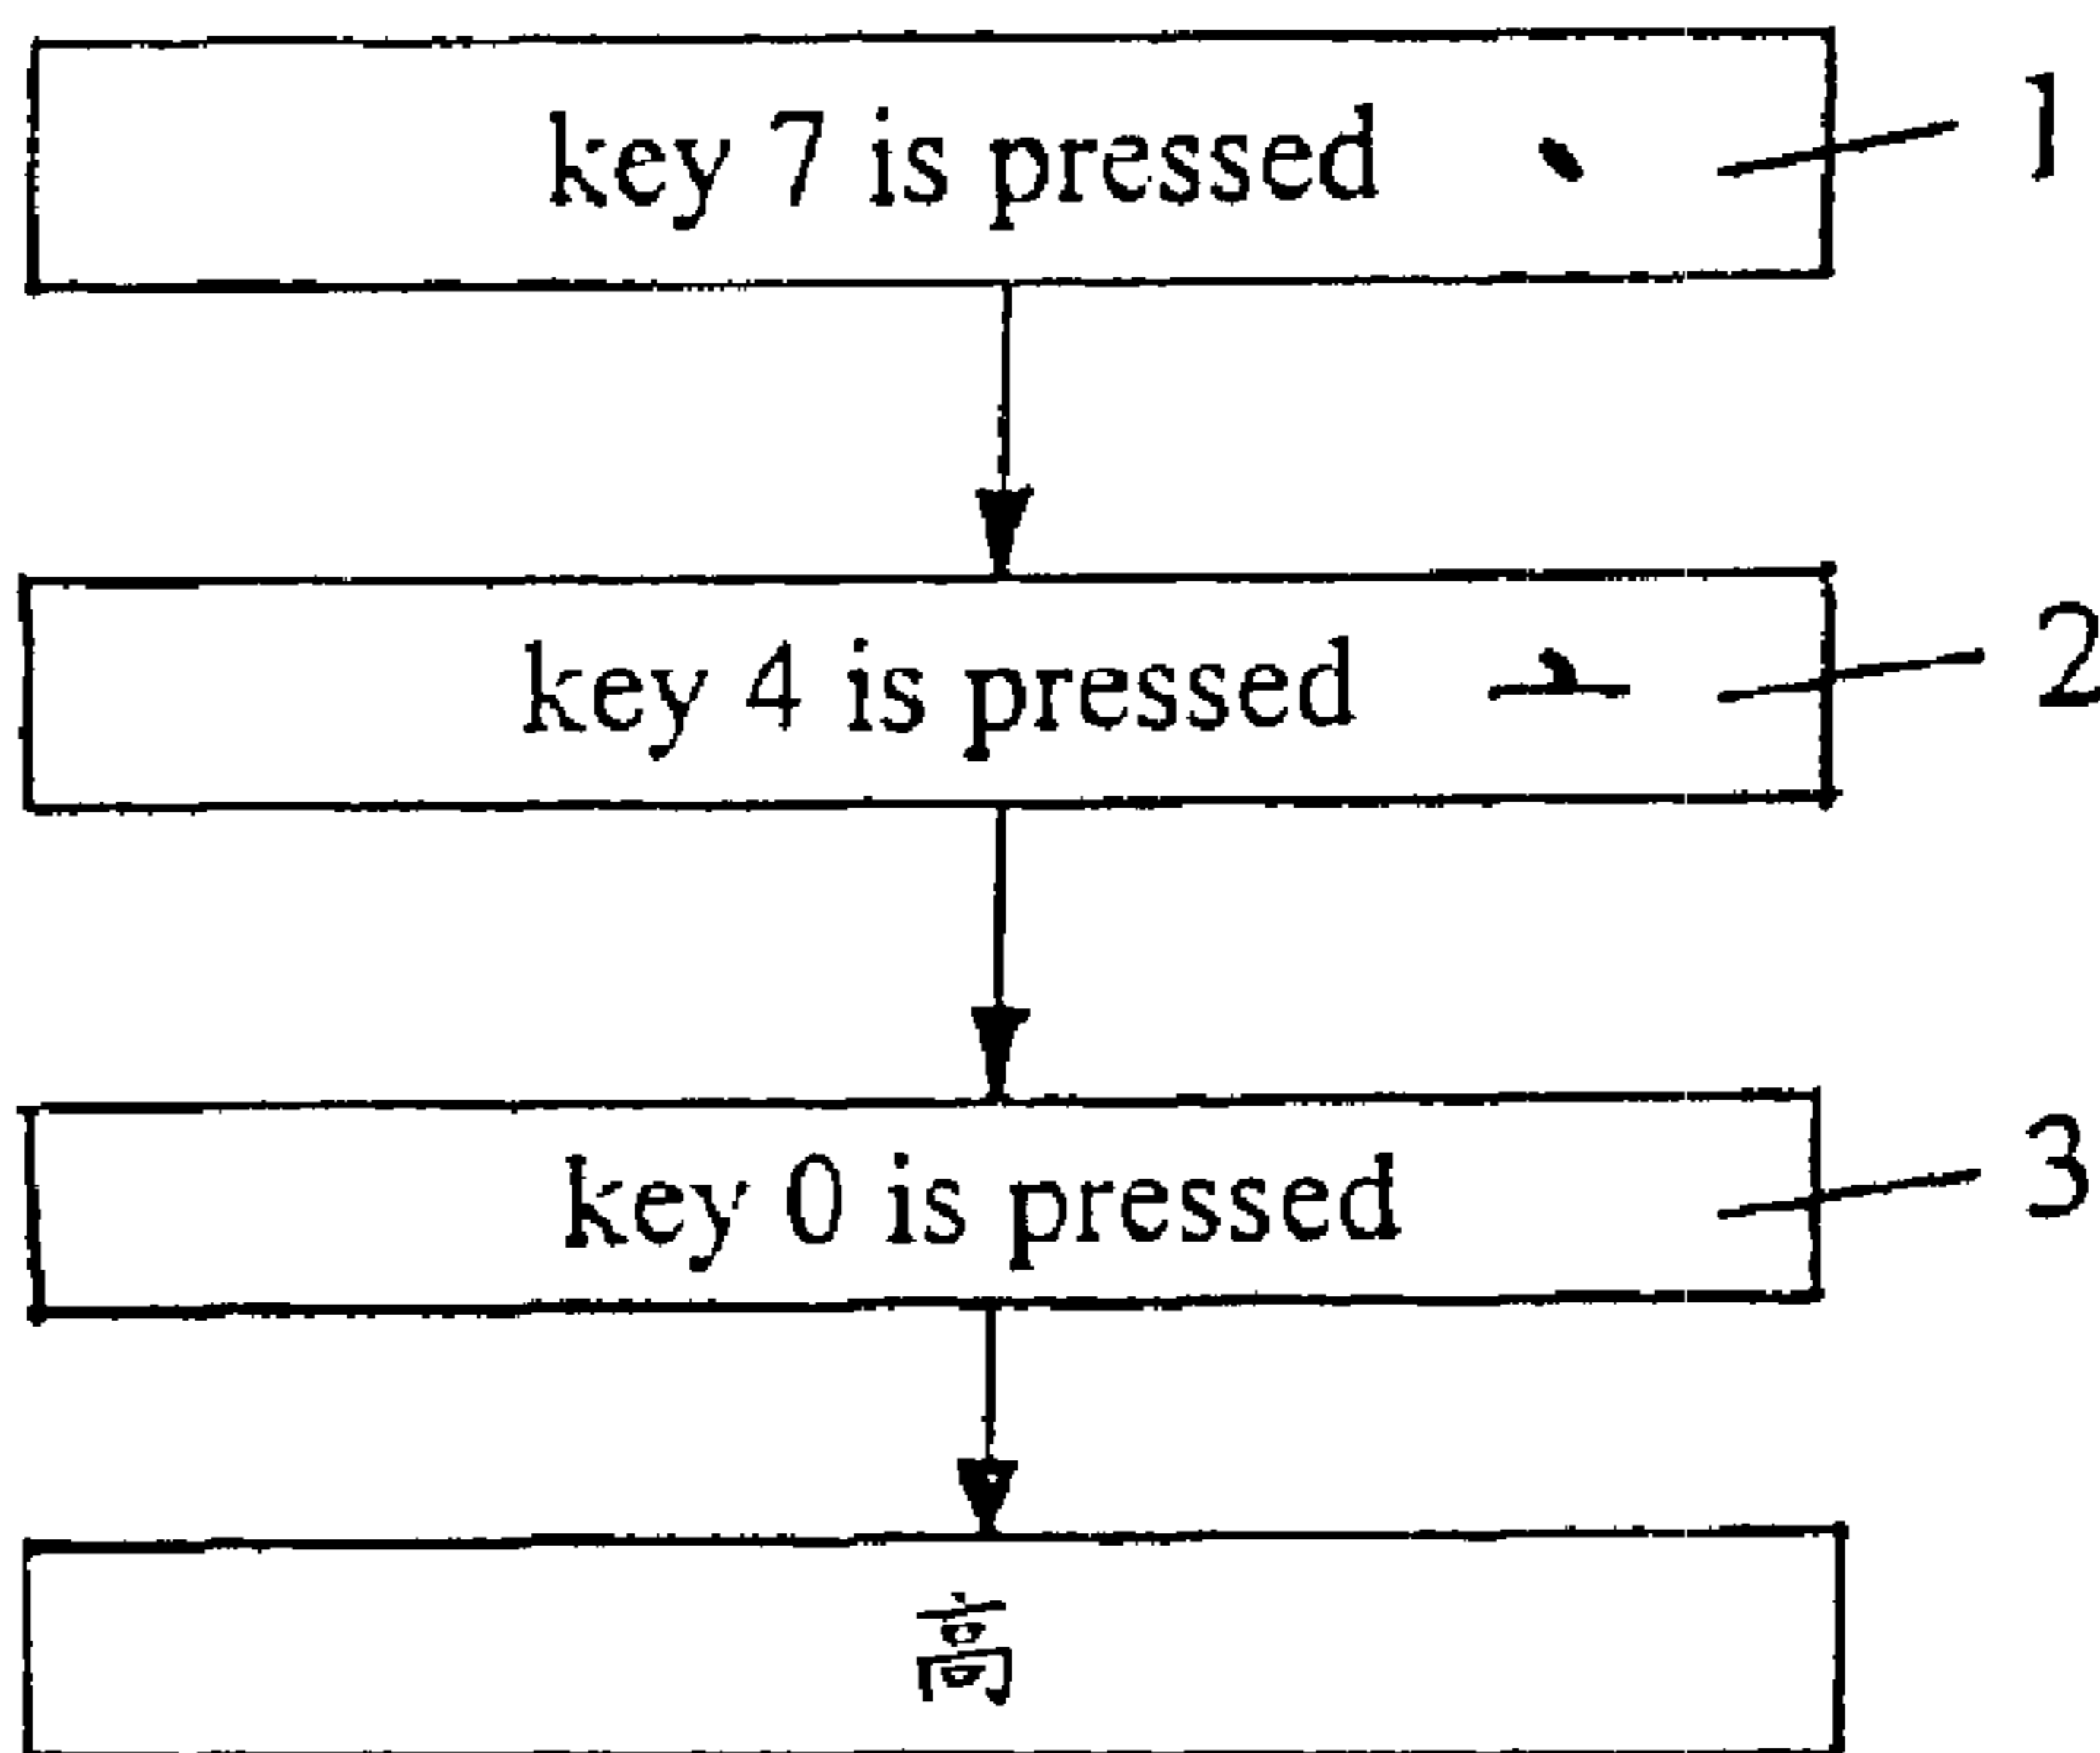 key 7 is pressed 丶 1
key 4 is pressed 亠 2
key 0 is pressed 3
高